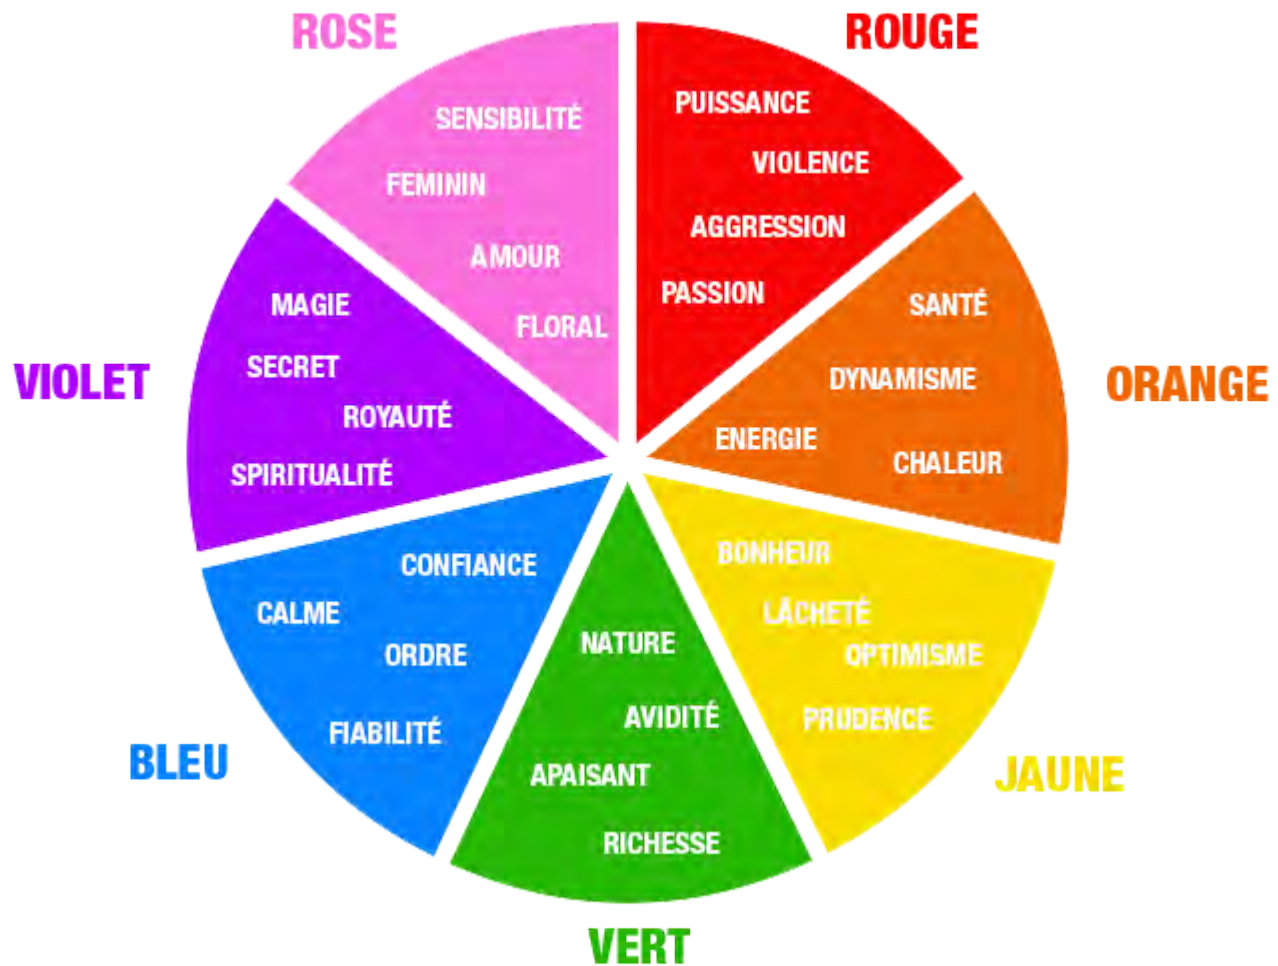 ROSE
SENSIBILITÉ
FEMININ
AMOUR
FLORAL
ROUGE
PUISSANCE
VIOLENCE
AGGRESSION
PASSION
ORANGE
SANTÉ
DYNAMISME
ENERGIE
CHALEUR
JAUNE
BONHEUR
LÂCHETÉ
OPTIMISME
PRUDENCE
VERT
NATURE
AVIDITÉ
APAISANT
RICHESSE
BLEU
CONFIANCE
CALME
ORDRE
FIABILITÉ
VIOLET
MAGIE
SECRET
ROYAUTÉ
SPIRITUALITÉ